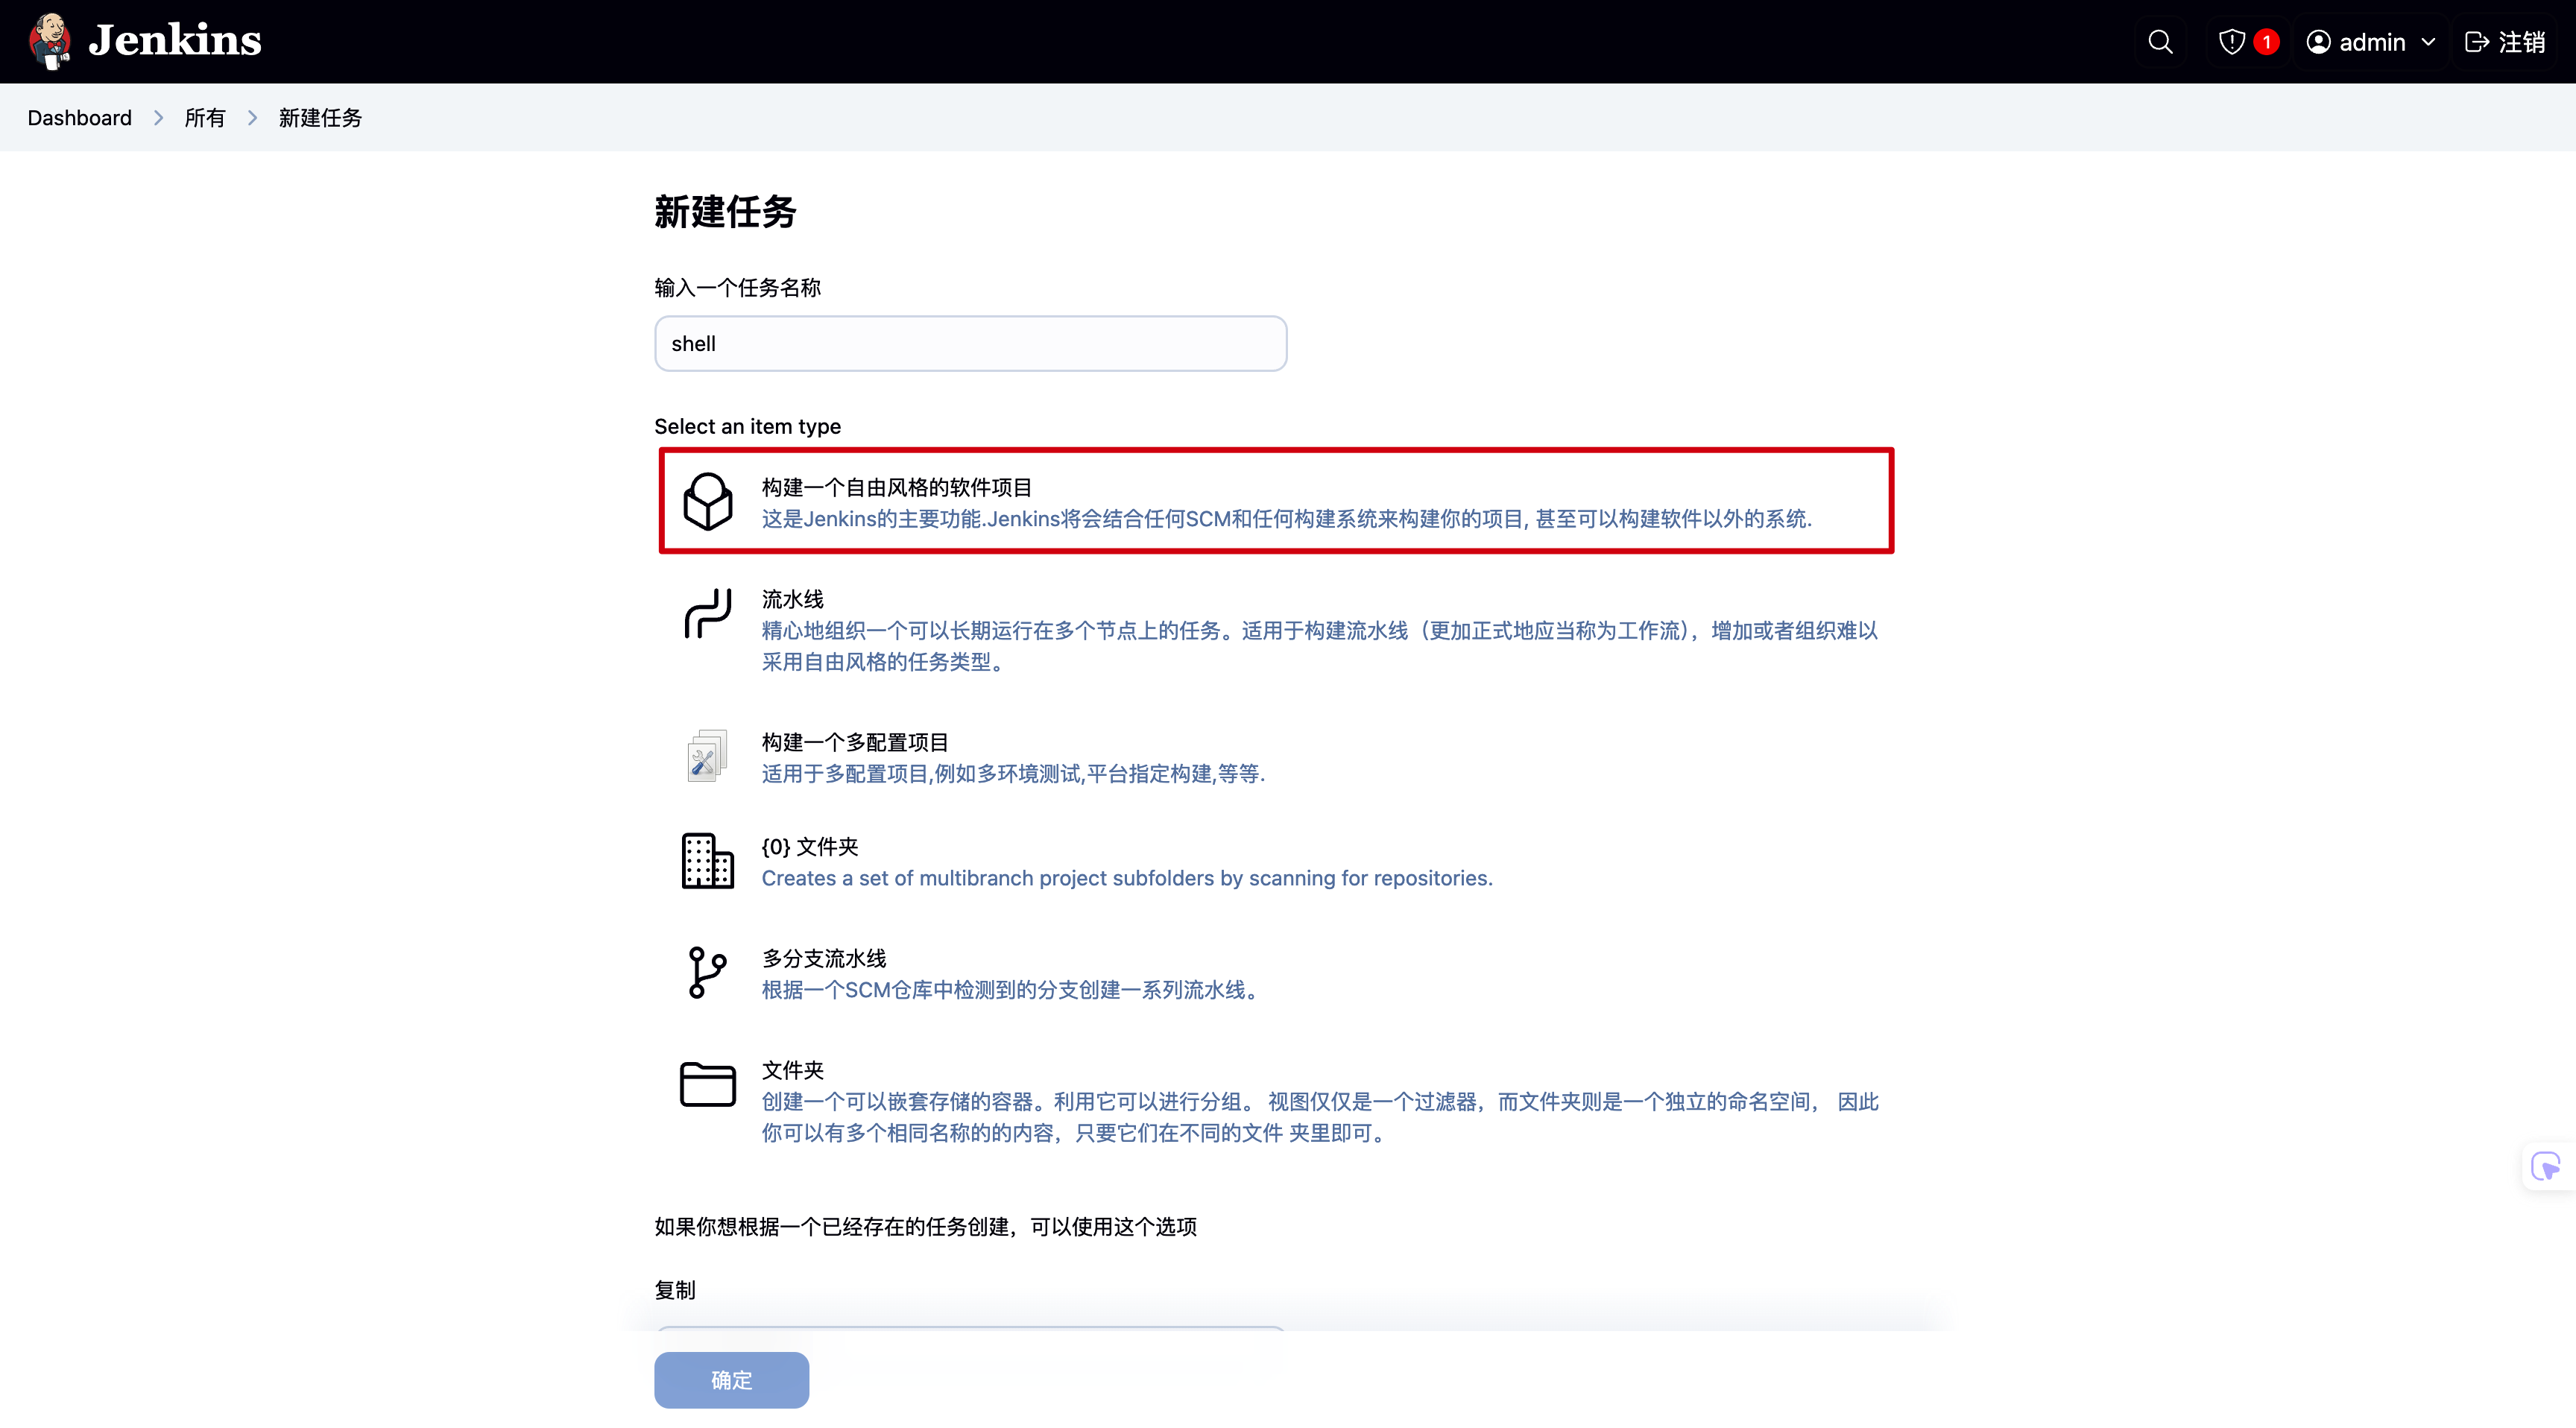 Jenkins
1
admin
注销
Dashboard
所有
新建任务
新建任务
输入一个任务名称
shell
Select an item type
构建一个自由风格的软件项目
这是Jenkins的主要功能.Jenkins将会结合任何SCM和任何构建系统来构建你的项目, 甚至可以构建软件以外的系统.
流水线
精心地组织一个可以长期运行在多个节点上的任务。适用于构建流水线（更加正式地应当称为工作流），增加或者组织难以
采用自由风格的任务类型。
构建一个多配置项目
适用于多配置项目,例如多环境测试,平台指定构建,等等.
{0} 文件夹
Creates a set of multibranch project subfolders by scanning for repositories.
多分支流水线
根据一个SCM仓库中检测到的分支创建一系列流水线。
文件夹
创建一个可以嵌套存储的容器。利用它可以进行分组。 视图仅仅是一个过滤器，而文件夹则是一个独立的命名空间， 因此
你可以有多个相同名称的的内容，只要它们在不同的文件 夹里即可。
如果你想根据一个已经存在的任务创建，可以使用这个选项
复制
确定